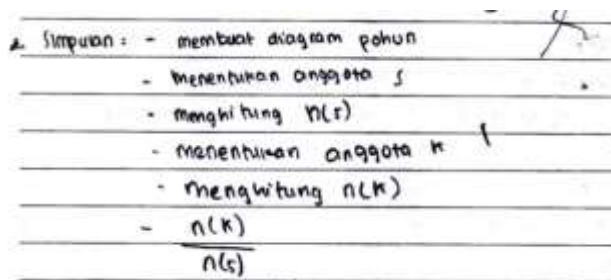 2. Simpulan : - membuat diagram pohun
- menentukan anggota s
- menghitung n(s)
- menentukan anggota k
- menghitung n(k)
- n(k)
n(s)